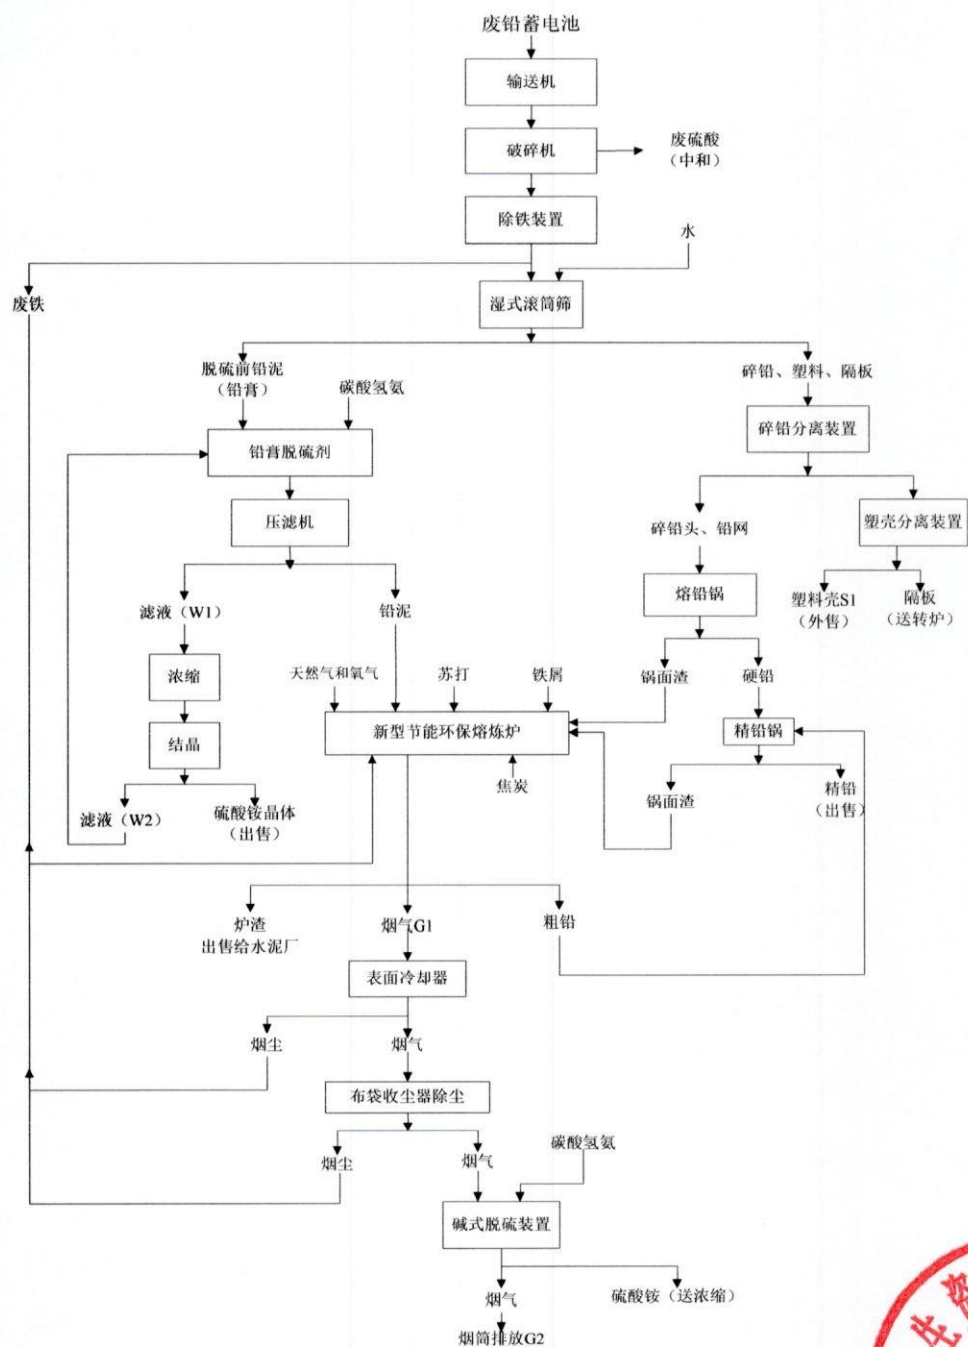 废铅蓄电池
输送机
破碎机
废硫酸
（中和）
除铁装置
水
废铁
湿式滚筒筛
脱硫前铅泥
（铅膏）
碳酸氢氨
碎铅、塑料、隔板
铅膏脱硫剂
碎铅分离装置
压滤机
碎铅头、铅网
塑壳分离装置
滤液（W1）
铅泥
熔铅锅
塑料壳S1
（外售）
隔板
（送转炉）
浓缩
天然气和氧气
苏打
铁屑
锅面渣
硬铅
结晶
新型节能环保熔炼炉
精铅锅
焦炭
滤液（W2）
硫酸铵晶体
（出售）
锅面渣
精铅
（出售）
炉渣
出售给水泥厂
烟气G1
粗铅
表面冷却器
烟尘
烟气
布袋收尘器除尘
烟尘
烟气
碳酸氢氨
碱式脱硫装置
烟气
硫酸铵（送浓缩）
烟筒排放G2
生